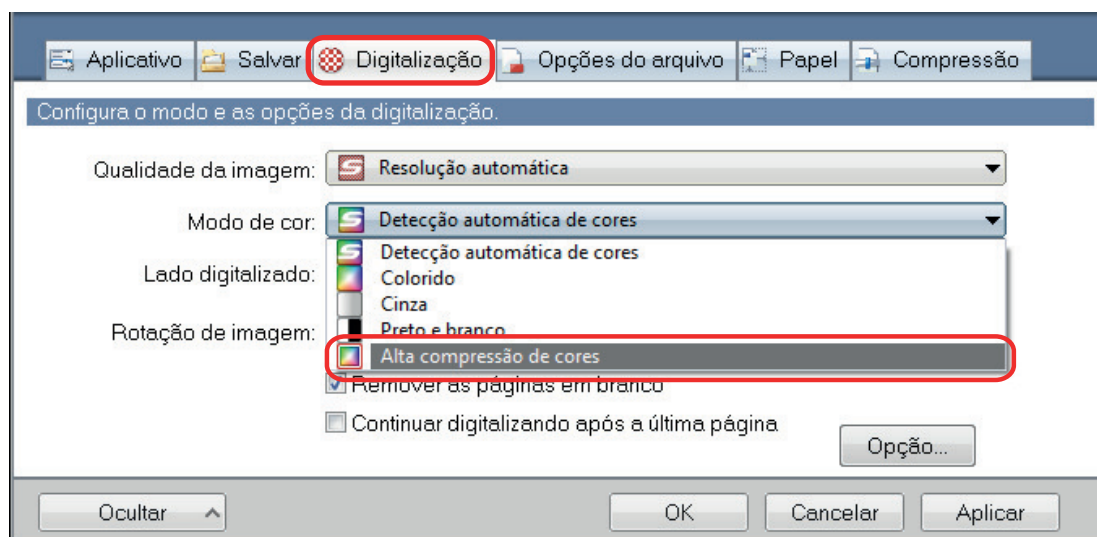 Aplicativo Salvar Digitalização Opções do arquivo Papel Compressão
Configura o modo e as opções da digitalização.
Qualidade da imagem: Resolução automática
Modo de cor: Detecção automática de cores
Detecção automática de cores
Lado digitalizado: Colorido
Cinza
Rotação de imagem: Preto e branco
Alta compressão de cores
Remover as páginas em branco
Continuar digitalizando após a última página
Opção...
Ocultar OK Cancelar Aplicar